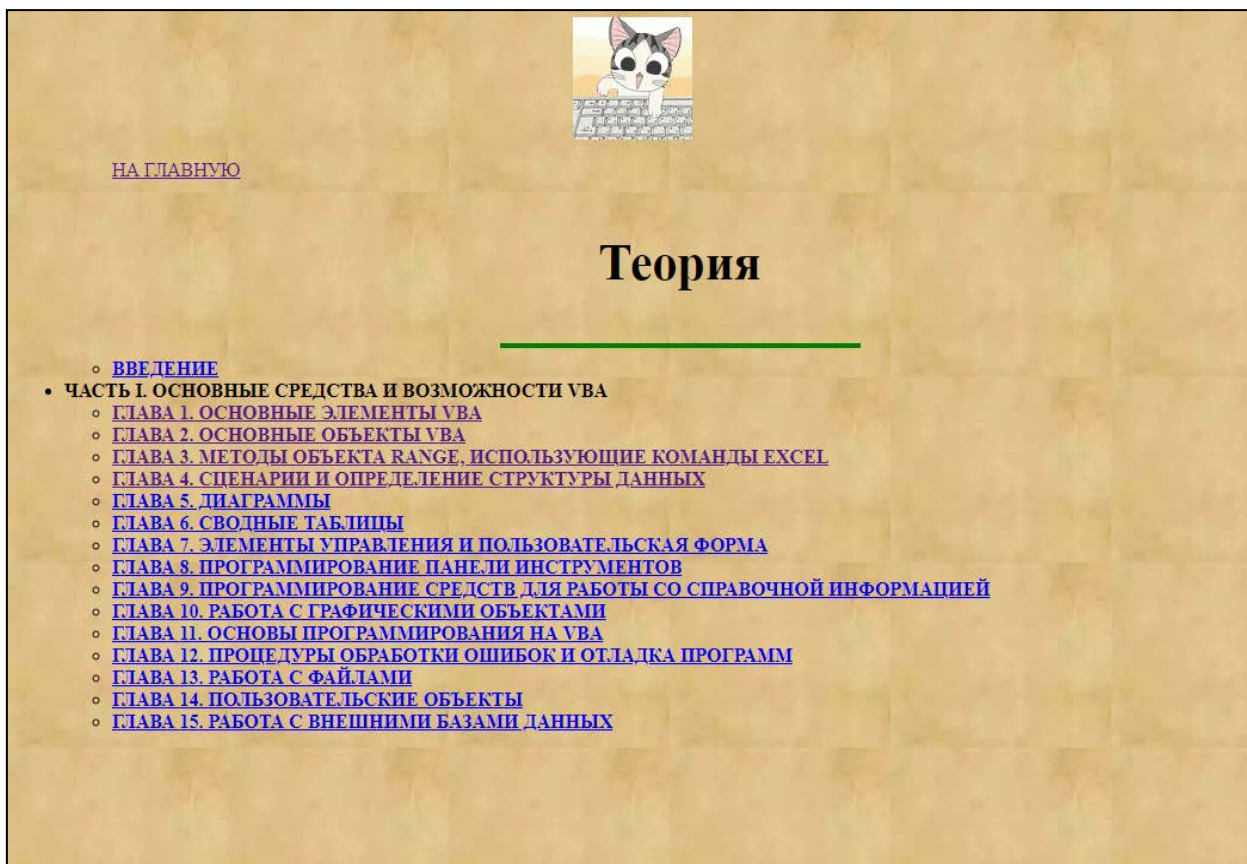 НА ГЛАВНУЮ
Теория
ВВЕДЕНИЕ
ЧАСТЬ I. ОСНОВНЫЕ СРЕДСТВА И ВОЗМОЖНОСТИ VBA
ГЛАВА 1. ОСНОВНЫЕ ЭЛЕМЕНТЫ VBA
ГЛАВА 2. ОСНОВНЫЕ ОБЪЕКТЫ VBA
ГЛАВА 3. МЕТОДЫ ОБЪЕКТА RANGE, ИСПОЛЬЗУЮЩИЕ КОМАНДЫ EXCEL
ГЛАВА 4. СЦЕНАРИИ И ОПРЕДЕЛЕНИЕ СТРУКТУРЫ ДАННЫХ
ГЛАВА 5. ДИАГРАММЫ
ГЛАВА 6. СВОДНЫЕ ТАБЛИЦЫ
ГЛАВА 7. ЭЛЕМЕНТЫ УПРАВЛЕНИЯ И ПОЛЬЗОВАТЕЛЬСКАЯ ФОРМА
ГЛАВА 8. ПРОГРАММИРОВАНИЕ ПАНЕЛИ ИНСТРУМЕНТОВ
ГЛАВА 9. ПРОГРАММИРОВАНИЕ СРЕДСТВ ДЛЯ РАБОТЫ СО СПРАВОЧНОЙ ИНФОРМАЦИЕЙ
ГЛАВА 10. РАБОТА С ГРАФИЧЕСКИМИ ОБЪЕКТАМИ
ГЛАВА 11. ОСНОВЫ ПРОГРАММИРОВАНИЯ НА VBA
ГЛАВА 12. ПРОЦЕДУРЫ ОБРАБОТКИ ОШИБОК И ОТЛАДКА ПРОГРАММ
ГЛАВА 13. РАБОТА С ФАЙЛАМИ
ГЛАВА 14. ПОЛЬЗОВАТЕЛЬСКИЕ ОБЪЕКТЫ
ГЛАВА 15. РАБОТА С ВНЕШНИМИ БАЗАМИ ДАННЫХ